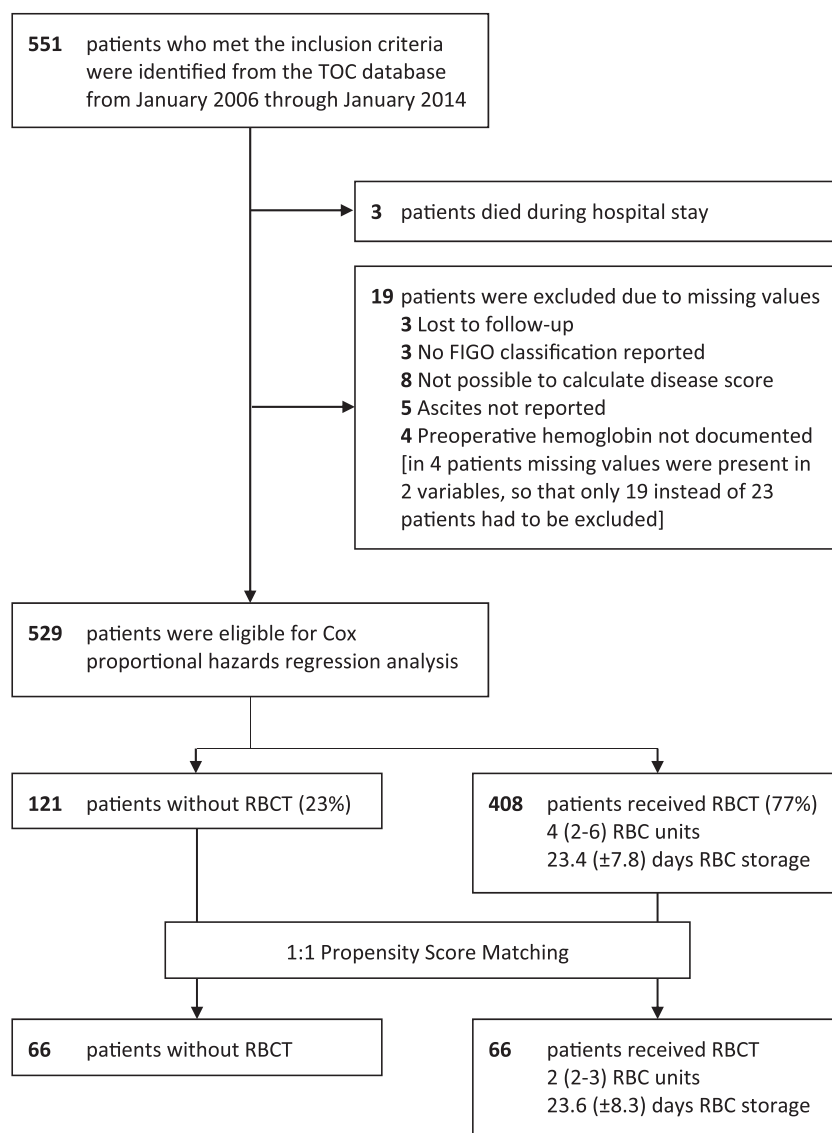 551 patients who met the inclusion criteria
were identified from the TOC database
from January 2006 through January 2014
3 patients died during hospital stay
19 patients were excluded due to missing values
3 Lost to follow-up
3 No FIGO classification reported
8 Not possible to calculate disease score
5 Ascites not reported
4 Preoperative hemoglobin not documented
[in 4 patients missing values were present in
2 variables, so that only 19 instead of 23
patients had to be excluded]
529 patients were eligible for Cox
proportional hazards regression analysis
121 patients without RBCT (23%)
408 patients received RBCT (77%)
4 (2-6) RBC units
23.4 (±7.8) days RBC storage
1:1 Propensity Score Matching
66 patients without RBCT
66 patients received RBCT
2 (2-3) RBC units
23.6 (±8.3) days RBC storage